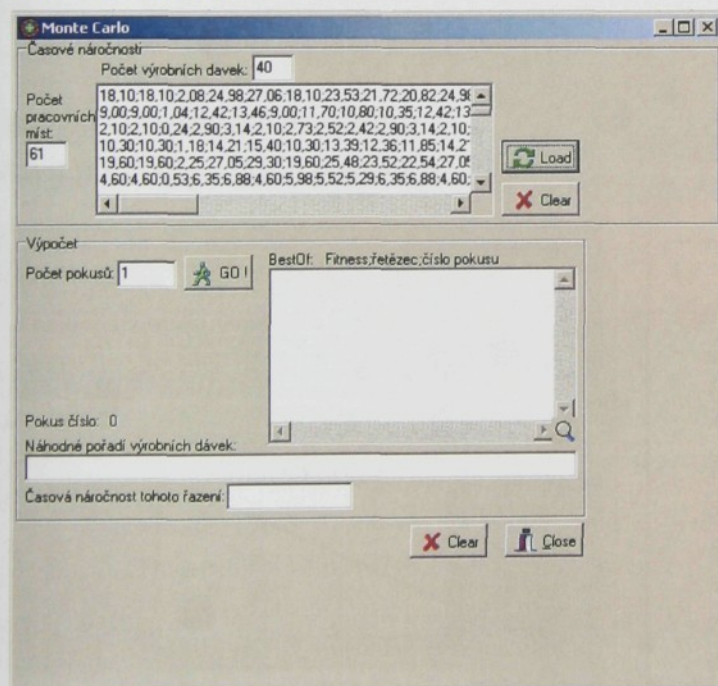 Monte Carlo
Časové náročnosti
Počet výrobních davek: 40
Počet pracovních míst:
61
18,10;18,10;2,08;24,98;27,06;18,10;23,53;21,72;20,82;24,98
9,00;9,00;1,04;12,42;13,46;9,00;11,70;10,80;10,35;12,42;13
2,10;2,10;0,24;2,90;3,14;2,10;2,73;2,52;2,42;2,90;3,14;2,10;
10,30;10,30;1,18;14,21;15,40;10,30;13,39;12,36;11,85;14,2
19,60;19,60;2,25;27,05;29,30;19,60;25,48;23,52;22,54;27,05
4,60;4,60;0,53;6,35;6,88;4,60;5,98;5,52;5,29;6,35;6,88;4,60;
Load
Clear
Výpočet
Počet pokusů: 1
GO !
BestOf: Fitness;řetězec;číslo pokusu
Pokus číslo: 0
Náhodné pořadí výrobních dávek:
Časová náročnost tohoto řazení:
Clear
Close